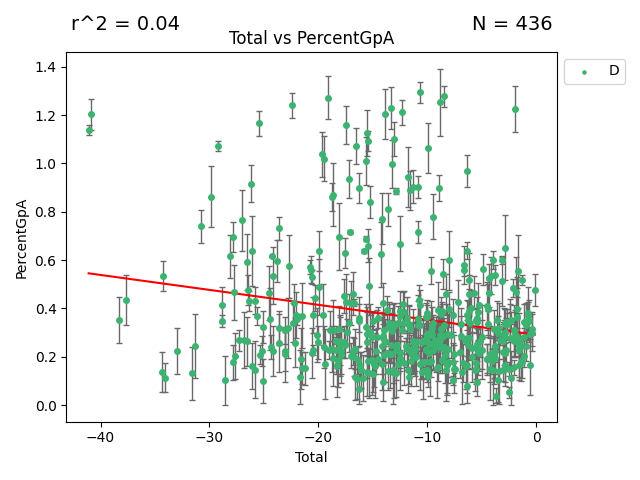 r^2 = 0.04
N = 436
Total vs PercentGpA
D
PercentGpA
1.4
1.2
1.0
0.8
0.6
0.4
0.2
0.0
−40
−30
−20
−10
0
Total